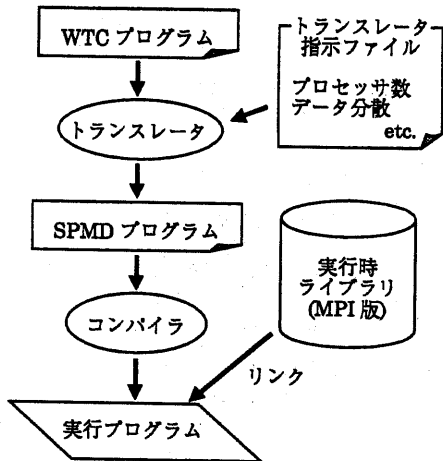 WTC プログラム
トランスレータ
指示ファイル
プロセッサ数
データ分散
etc.
トランスレータ
SPMD プログラム
実行時
ライブラリ
(MPI 版)
コンパイラ
リンク
実行プログラム